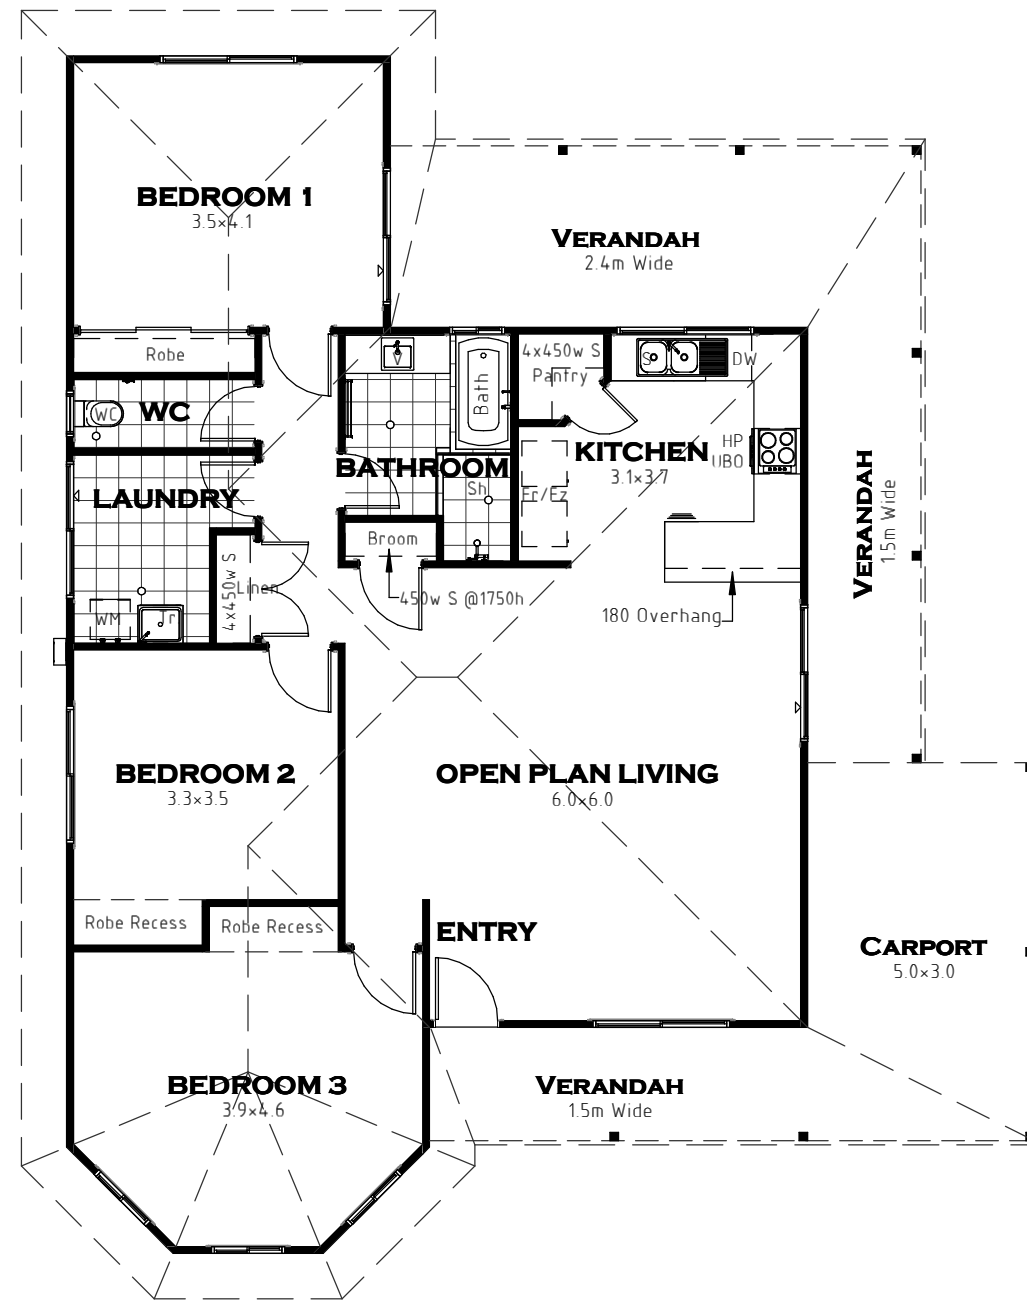 BEDROOM 1
3.5×4.1
VERANDAH
2.4m Wide
Robe
V
Bath
4x450w S
Pantry
S
DW
WC
WC
KITCHEN
3.1×3.7
HP
UBO
BATHROOM
Sh
Fr/Ez
LAUNDRY
VERANDAH
1.5m Wide
Broom
4x450w S
Linen
450w S @1750h
180 Overhang
WM
Tr
BEDROOM 2
3.3×3.5
OPEN PLAN LIVING
6.0×6.0
Robe Recess
Robe Recess
ENTRY
CARPORT
5.0×3.0
BEDROOM 3
3.9×4.6
VERANDAH
1.5m Wide